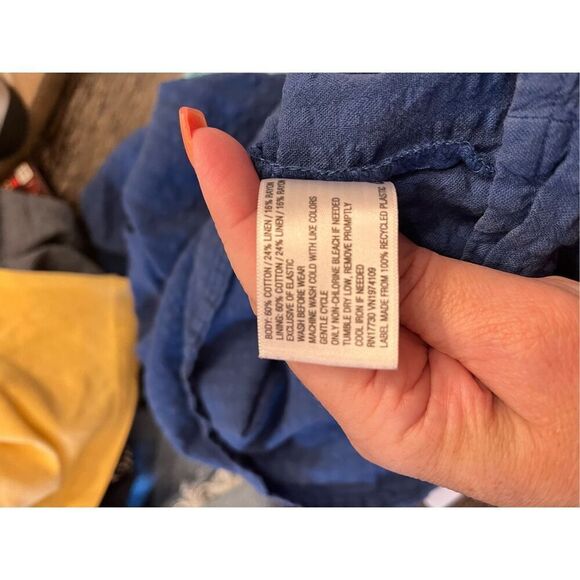 BODY: 60% COTTON / 24% LINEN / 16% RAYON
LINING: 60% COTTON / 24% LINEN / 16% RAYON
EXCLUSIVE OF ELASTIC
WASH BEFORE WEAR
MACHINE WASH COLD WITH LIKE COLORS
GENTLE CYCLE
ONLY NON-CHLORINE BLEACH IF NEEDED
TUMBLE DRY LOW, REMOVE PROMPTLY
COOL IRON IF NEEDED
RN17730 VN1974109
LABEL MADE FROM 100% RECYCLED PLASTIC